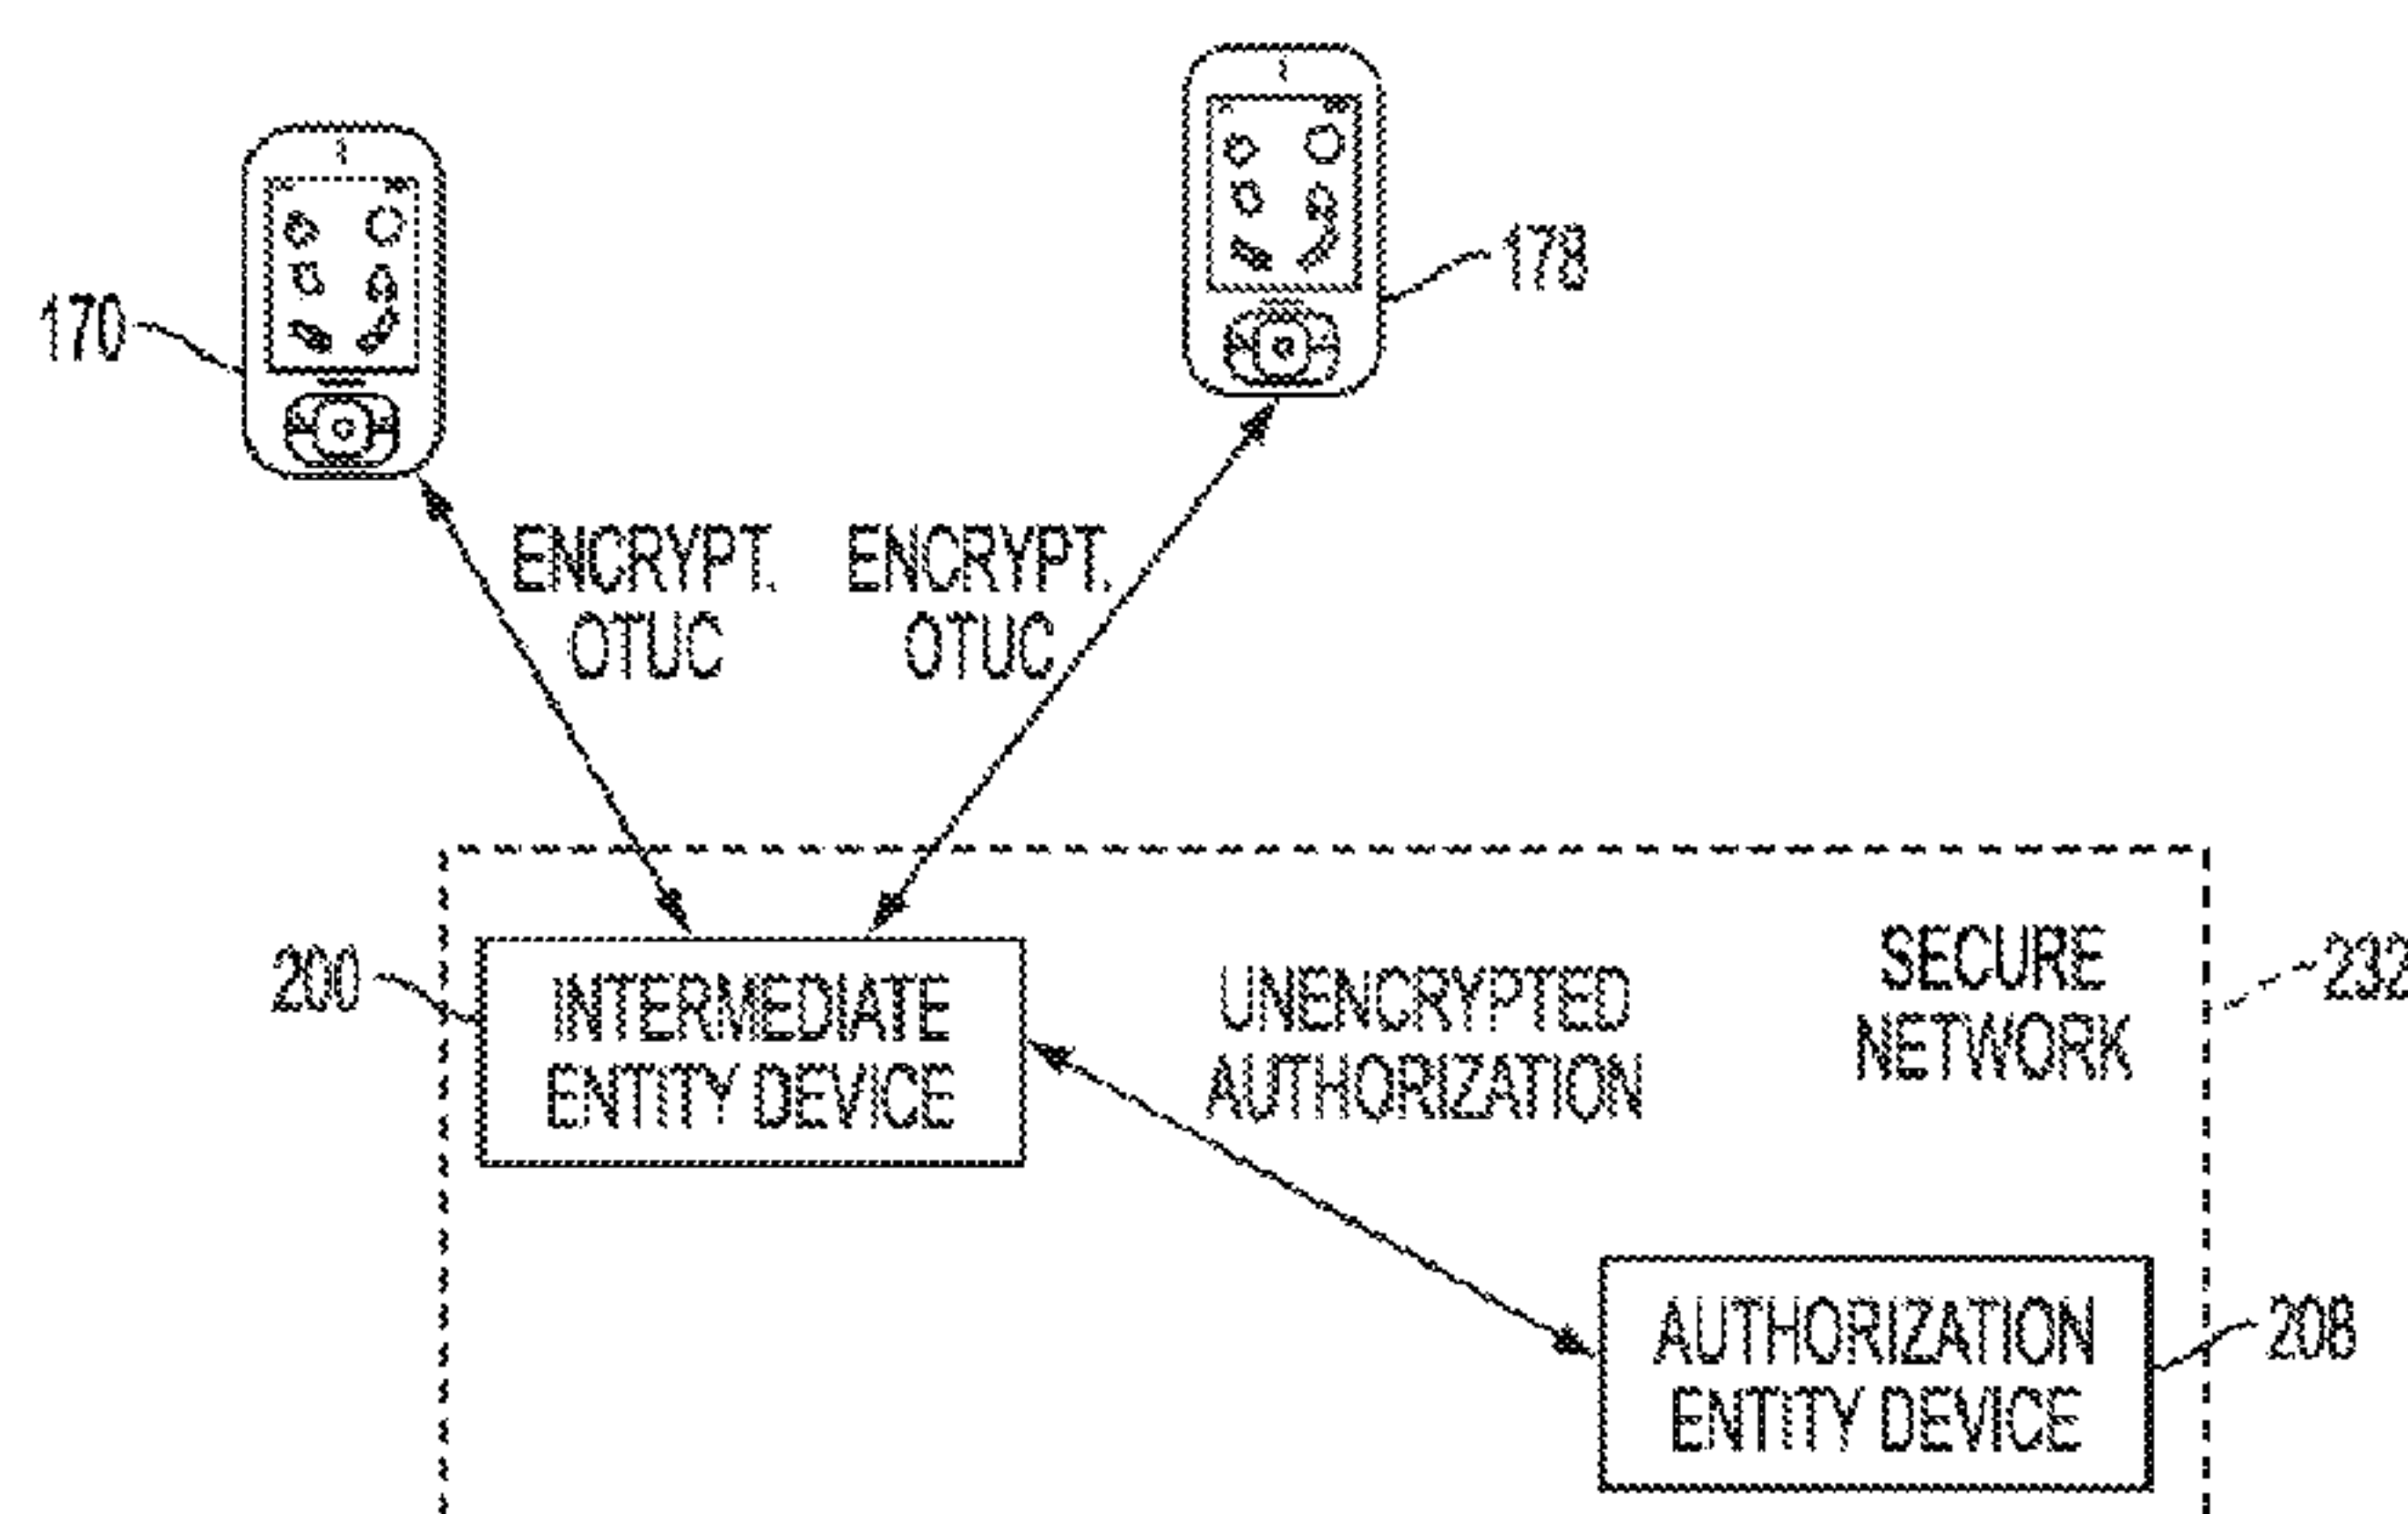 178
170
ENCRYPT. ENCRYPT.
OTUC OTUC
200
INTERMEDIATE
ENTITY DEVICE
UNENCRYPTED
AUTHORIZATION
SECURE
NETWORK
232
AUTHORIZATION
ENTITY DEVICE
208